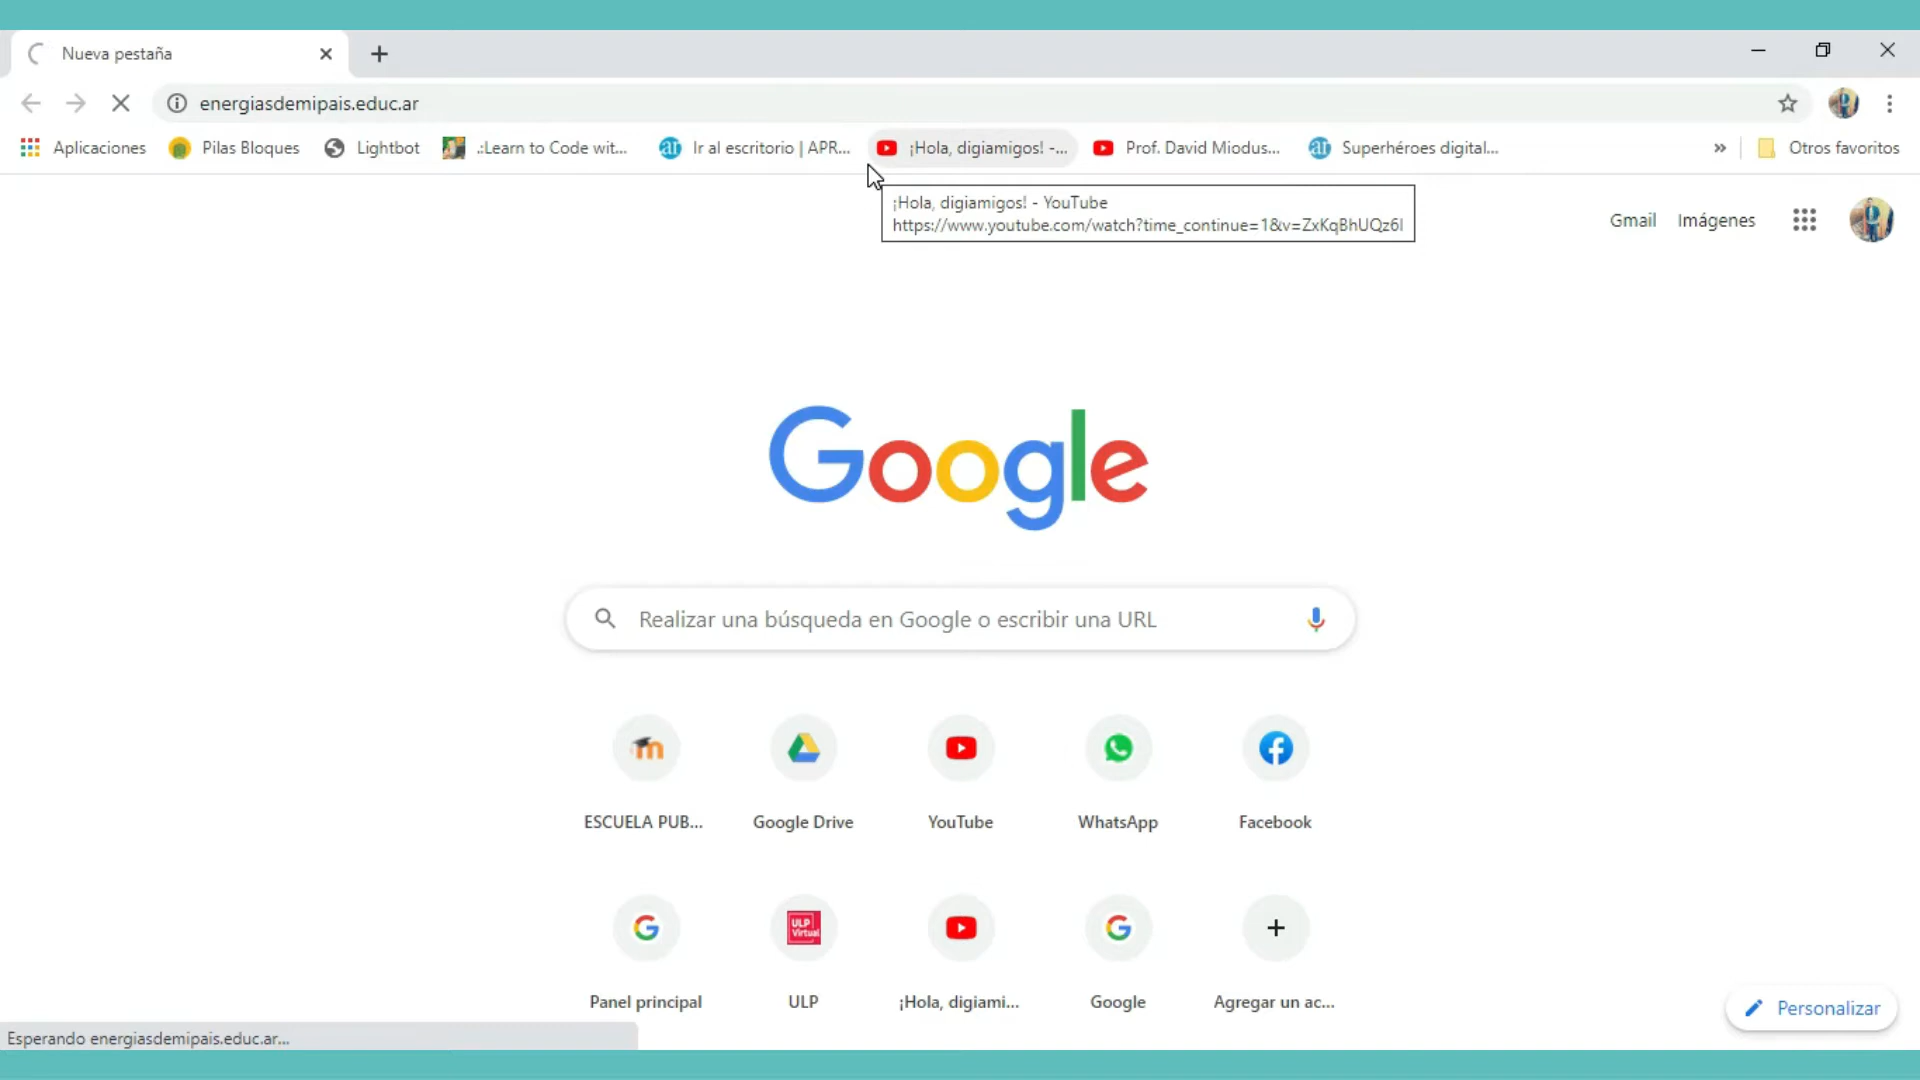 Nueva pestaña
energiasdemipais.educ.ar
Aplicaciones
Pilas Bloques
Lightbot
.:Learn to Code wit...
Ir al escritorio | APR...
¡Hola, digiamigos! -...
Prof. David Miodus...
Superhéroes digital...
Otros favoritos
¡Hola, digiamigos! - YouTube
https://www.youtube.com/watch?time_continue=1&v=ZxKqBhUQz6I
Gmail
Imágenes
Google
Realizar una búsqueda en Google o escribir una URL
ESCUELA PUB...
Google Drive
YouTube
WhatsApp
Facebook
ULP
Virtual
Panel principal
ULP
¡Hola, digiami...
Google
Agregar un ac...
Personalizar
Esperando energiasdemipais.educ.ar...